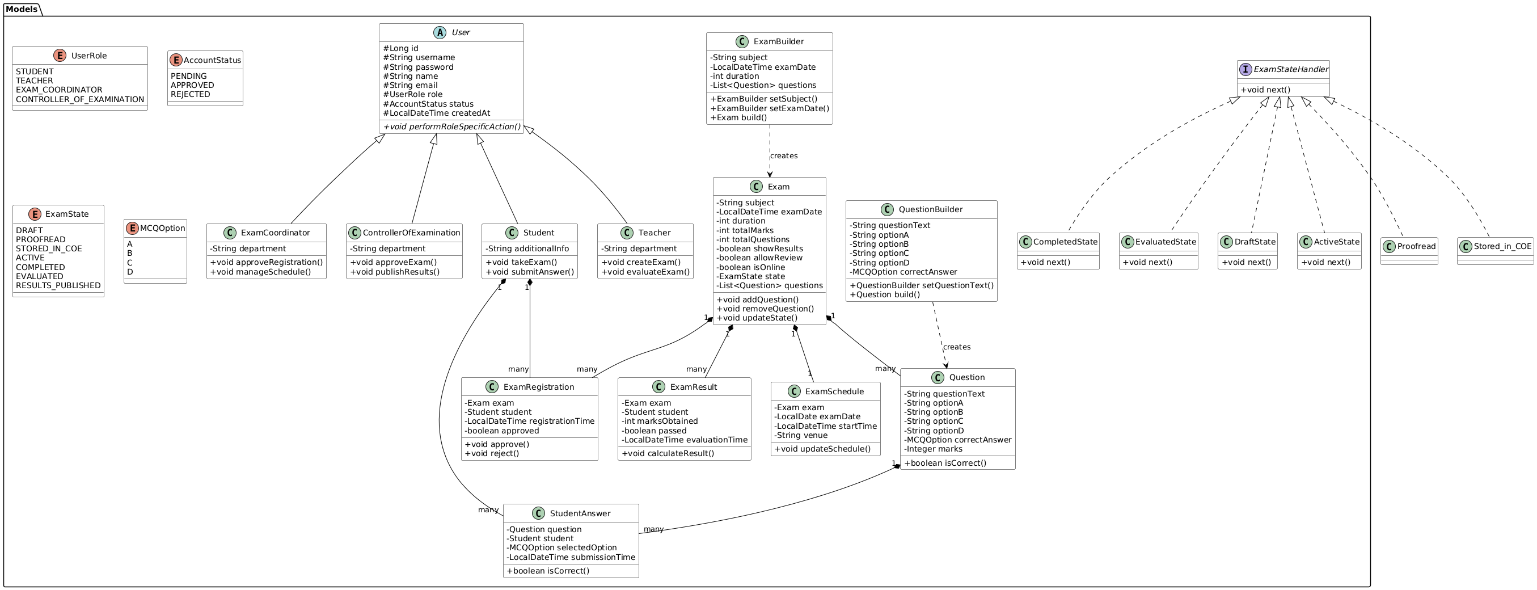 Models
E UserRole
STUDENT
TEACHER
EXAM_COORDINATOR
CONTROLLER_OF_EXAMINATION
E AccountStatus
PENDING
APPROVED
REJECTED
A User
#Long id
#String username
#String password
#String name
#String email
#UserRole role
#AccountStatus status
#LocalDateTime createdAt
+void performRoleSpecificAction()
C ExamBuilder
-String subject
-LocalDateTime examDate
-int duration
-List<Question> questions
+ExamBuilder setSubject()
+ExamBuilder setExamDate()
+Exam build()
creates
I ExamStateHandler
+void next()
E ExamState
DRAFT
PROOFREAD
STORED_IN_COE
ACTIVE
COMPLETED
EVALUATED
RESULTS_PUBLISHED
E MCQOption
A
B
C
D
C ExamCoordinator
-String department
+void approveRegistration()
+void manageSchedule()
C ControllerOfExamination
-String department
+void approveExam()
+void publishResults()
C Student
-String additionalInfo
+void takeExam()
+void submitAnswer()
C Teacher
-String department
+void createExam()
+void evaluateExam()
C Exam
-String subject
-LocalDateTime examDate
-int duration
-int totalMarks
-int totalQuestions
-boolean showResults
-boolean allowReview
-boolean isOnline
-ExamState state
-List<Question> questions
+void addQuestion()
+void removeQuestion()
+void updateState()
C QuestionBuilder
-String questionText
-String optionA
-String optionB
-String optionC
-String optionD
-MCQOption correctAnswer
+QuestionBuilder setQuestionText()
+Question build()
creates
C CompletedState
+void next()
C EvaluatedState
+void next()
C DraftState
+void next()
C ActiveState
+void next()
C Proofread
C Stored_in_COE
1
1
1
1
1
1
many
many
many
1
many
C ExamRegistration
-Exam exam
-Student student
-LocalDateTime registrationTime
-boolean approved
+void approve()
+void reject()
C ExamResult
-Exam exam
-Student student
-int marksObtained
-boolean passed
-LocalDateTime evaluationTime
+void calculateResult()
C ExamSchedule
-Exam exam
-LocalDate examDate
-LocalDateTime startTime
-String venue
+void updateSchedule()
C Question
-String questionText
-String optionA
-String optionB
-String optionC
-String optionD
-MCQOption correctAnswer
-Integer marks
+boolean isCorrect()
1
many
many
C StudentAnswer
-Question question
-Student student
-MCQOption selectedOption
-LocalDateTime submissionTime
+boolean isCorrect()